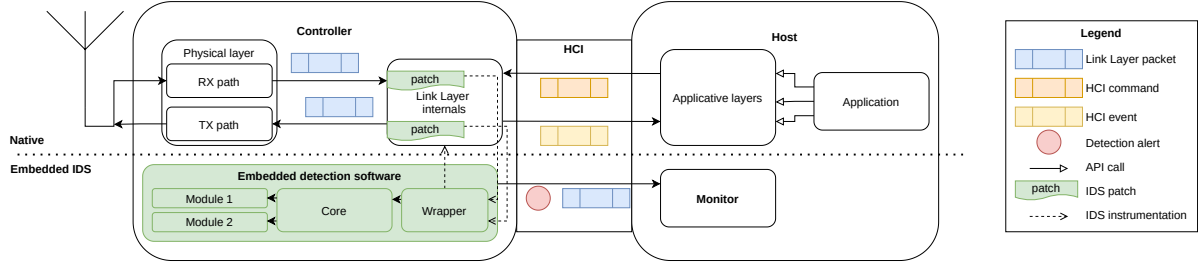 Controller
HCI
Host
Legend
Physical layer
RX path
TX path
patch
Link Layer
internals
patch
Applicative layers
Application
Link Layer packet
HCI command
HCI event
Detection alert
API call
patch
IDS patch
IDS instrumentation
Native
Embedded IDS
Embedded detection software
Module 1
Module 2
Core
Wrapper
Monitor